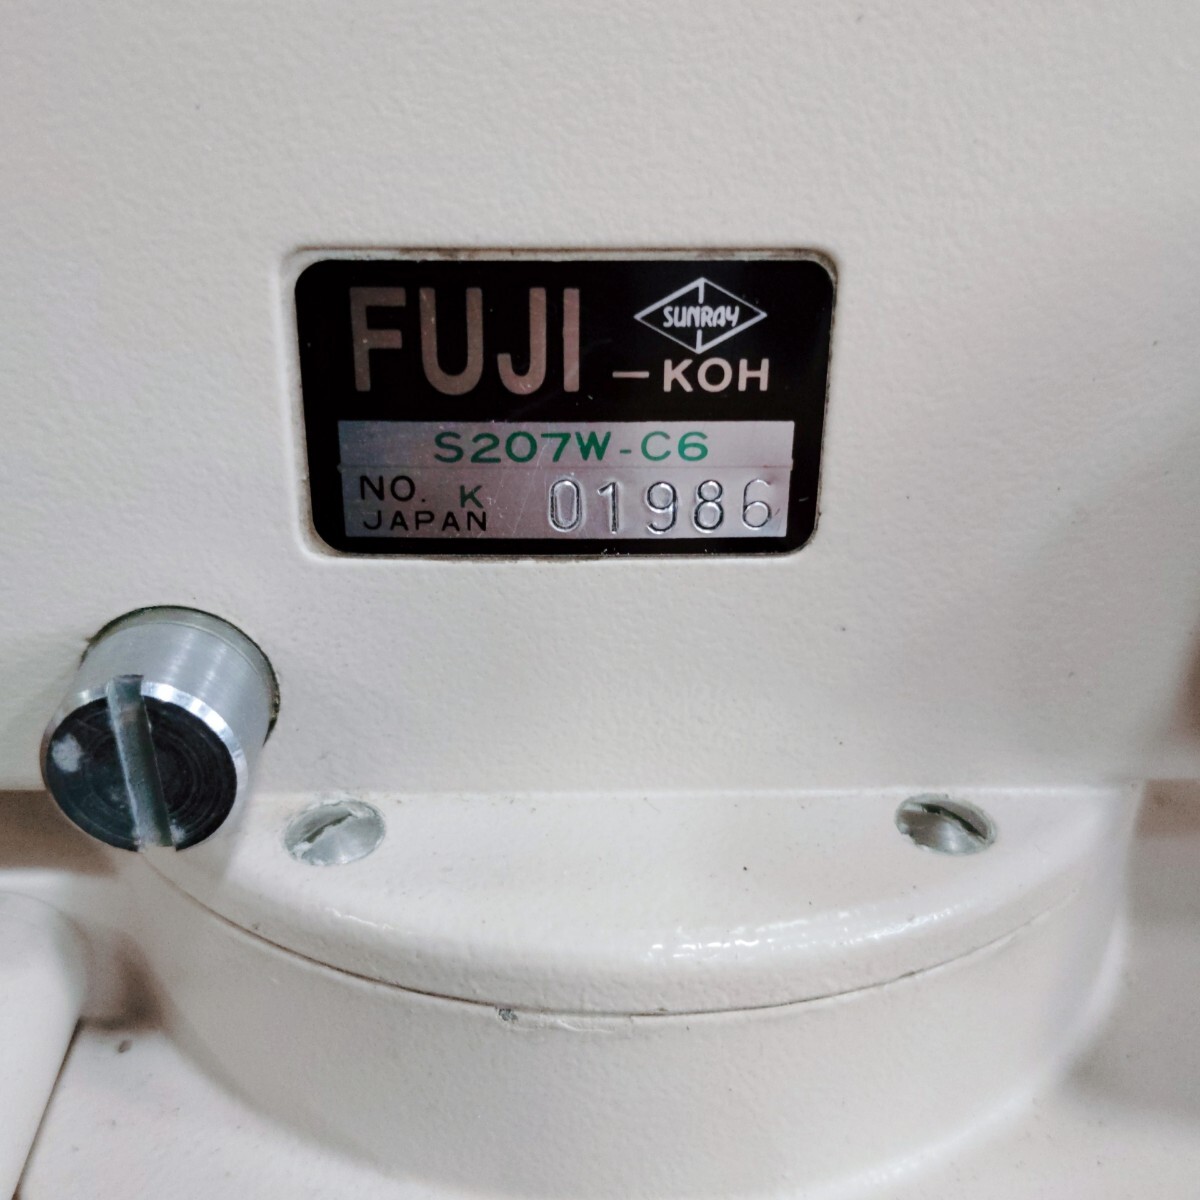 FUJI
SUNRAY
-KOH
S207W-C6
NO. K 01986
JAPAN